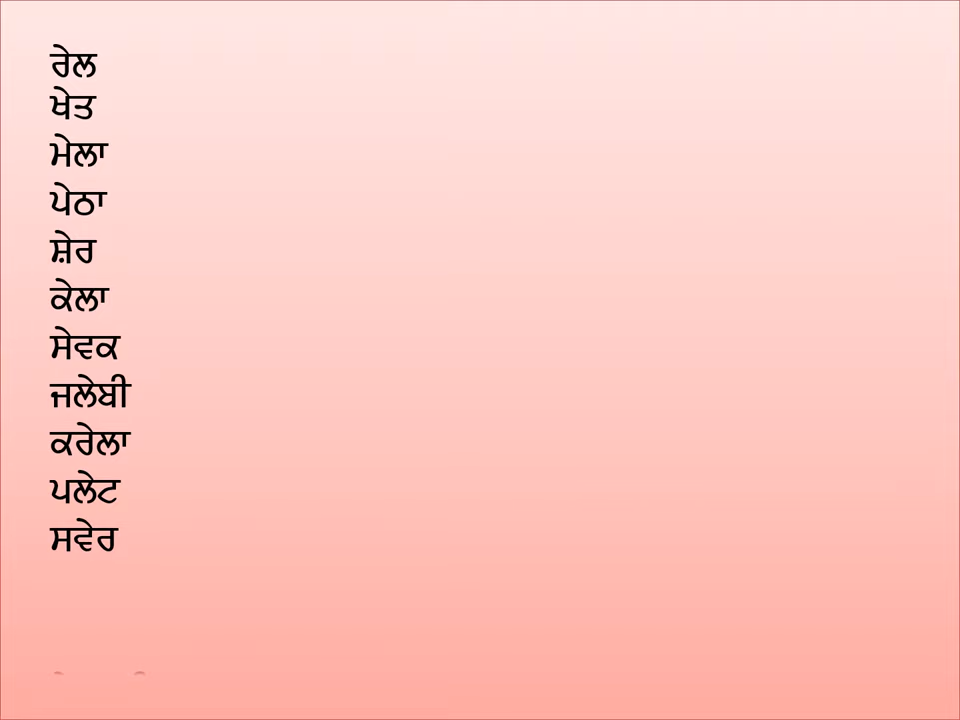 ਰੇਲ
ਖੇਤ
ਮੇਲਾ
ਪੇਠਾ
ਸ਼ੇਰ
ਕੇਲਾ
ਸੇਵਕ
ਜਲੇਬੀ
ਕਰੇਲਾ
ਪਲੇਟ
ਸਵੇਰ